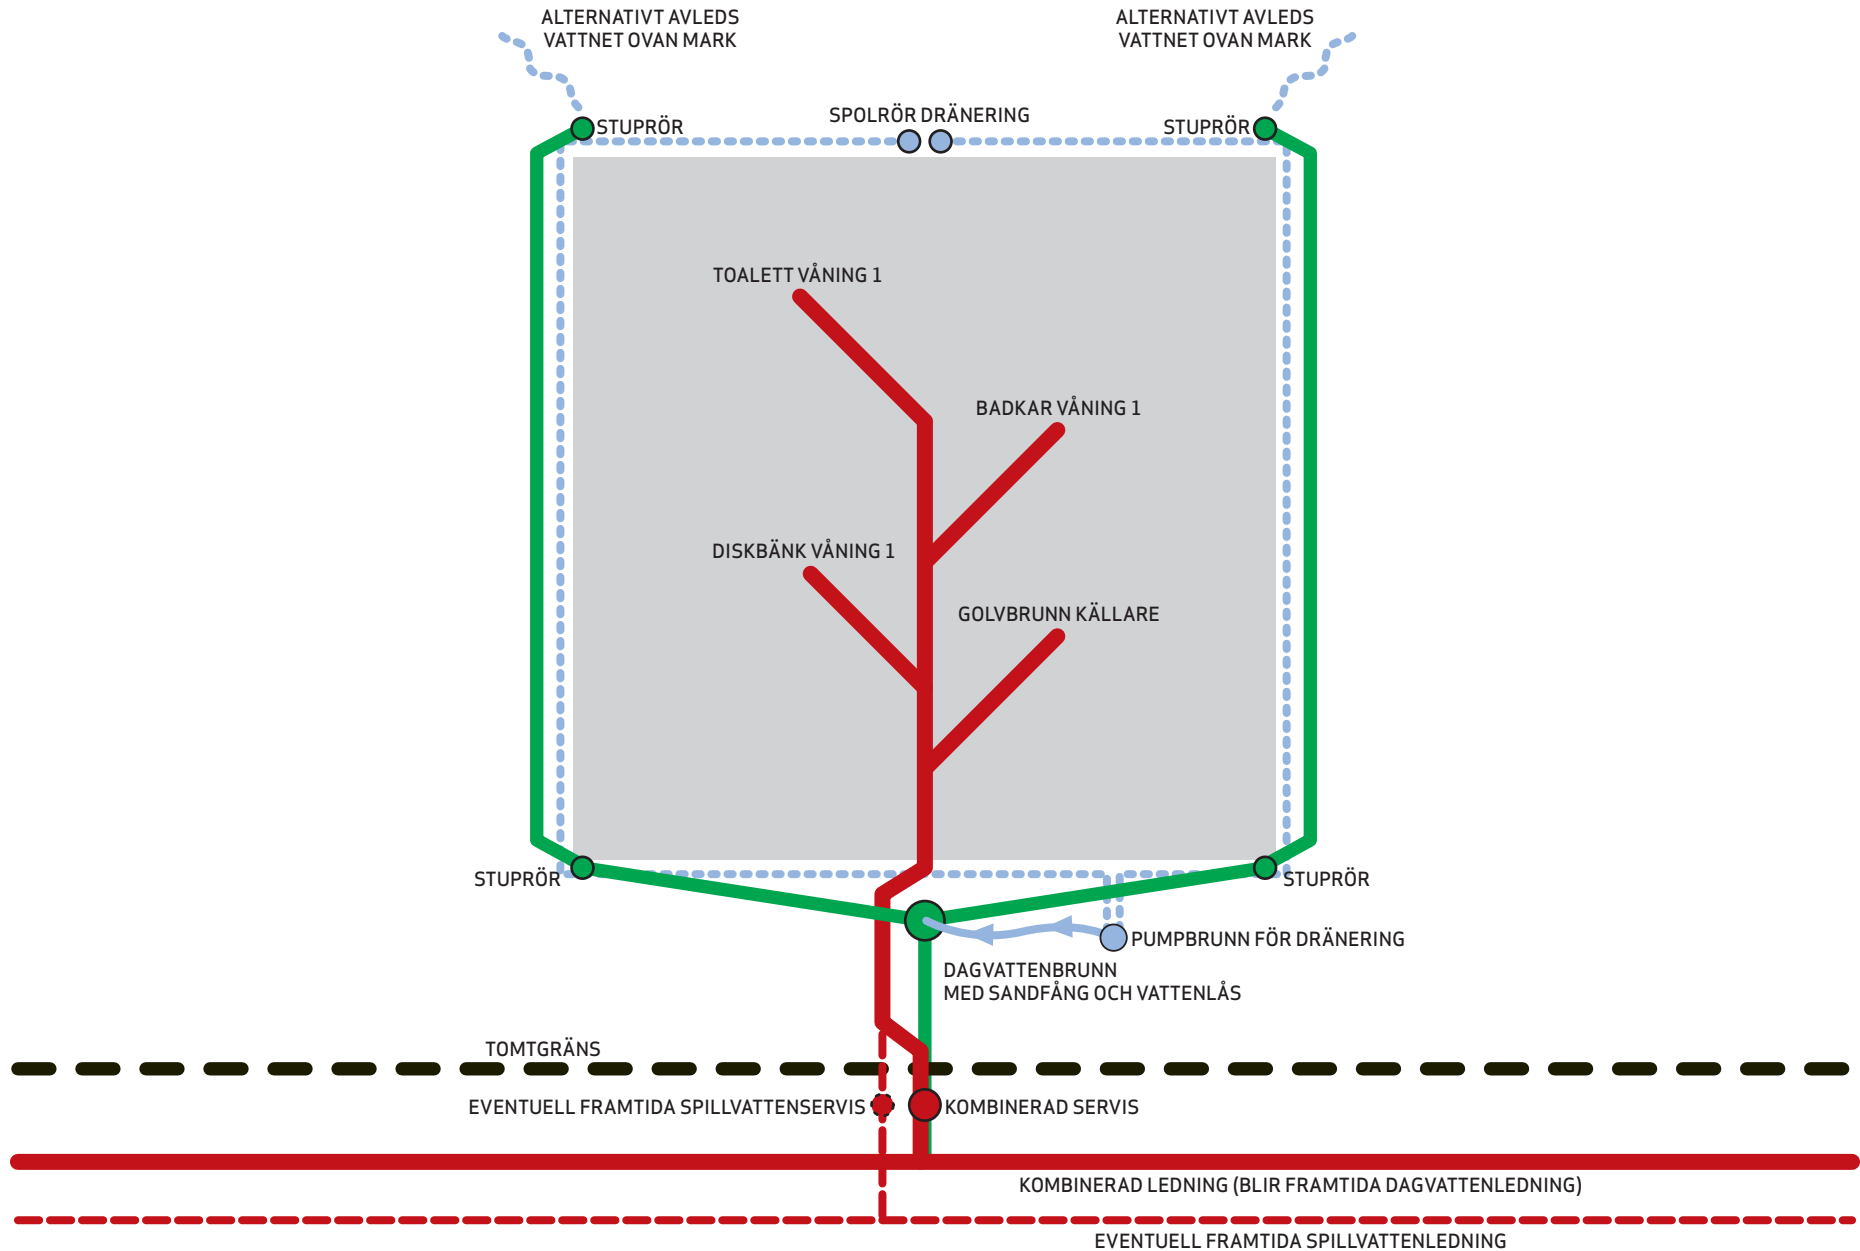 ALTERNATIVT AVLEDS
VATTNET OVAN MARK
ALTERNATIVT AVLEDS
VATTNET OVAN MARK
SPOLRÖR DRÄNERING
STUPRÖR
STUPRÖR
TOALETT VÅNING 1
BADKAR VÅNING 1
DISKBÄNK VÅNING 1
GOLVBRUNN KÄLLARE
STUPRÖR
STUPRÖR
PUMPBRUNN FÖR DRÄNERING
DAGVATTENBRUNN
MED SANDFÅNG OCH VATTENLÅS
TOMTGRÄNS
EVENTUELL FRAMTIDA SPILLVATTENSERVIS
KOMBINERAD SERVIS
KOMBINERAD LEDNING (BLIR FRAMTIDA DAGVATTENLEDNING)
EVENTUELL FRAMTIDA SPILLVATTENLEDNING